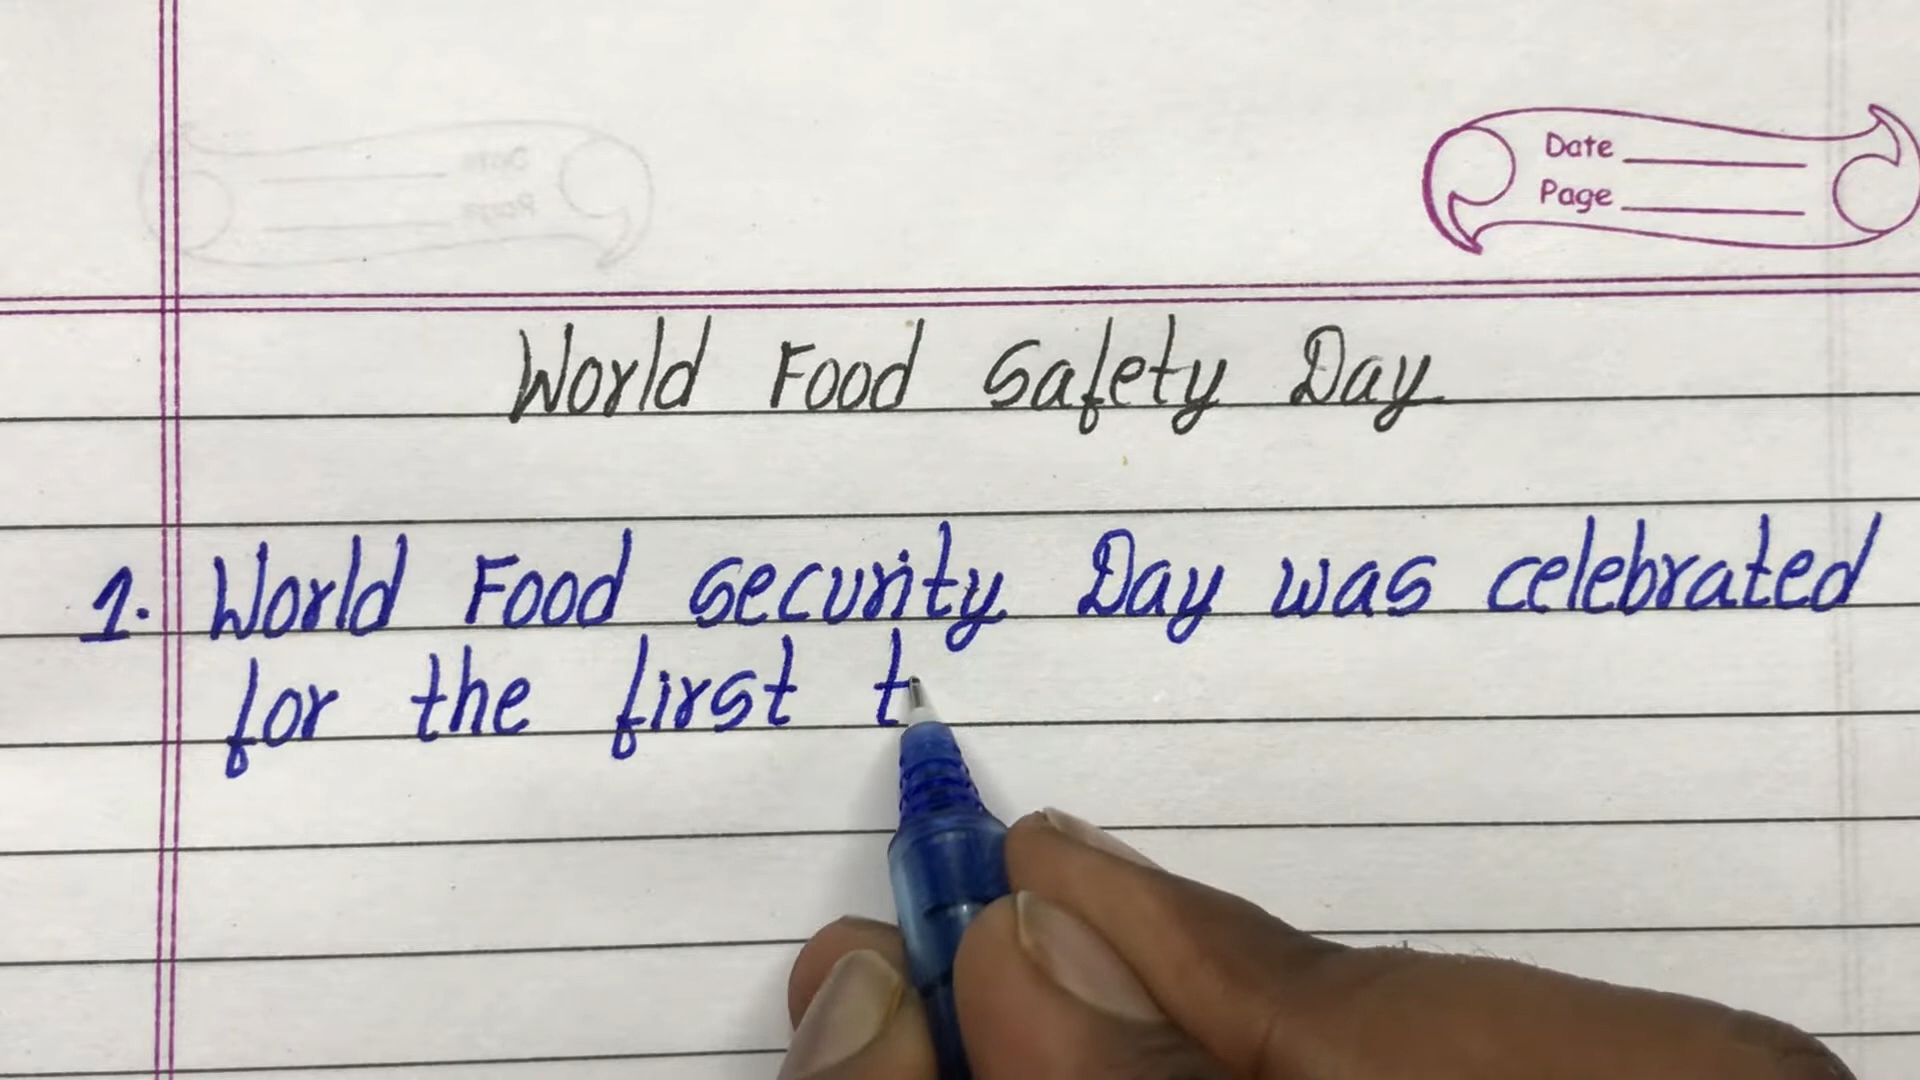 Date
Page
World Food Safety Day
1. World Food security Day was celebrated
for the first t